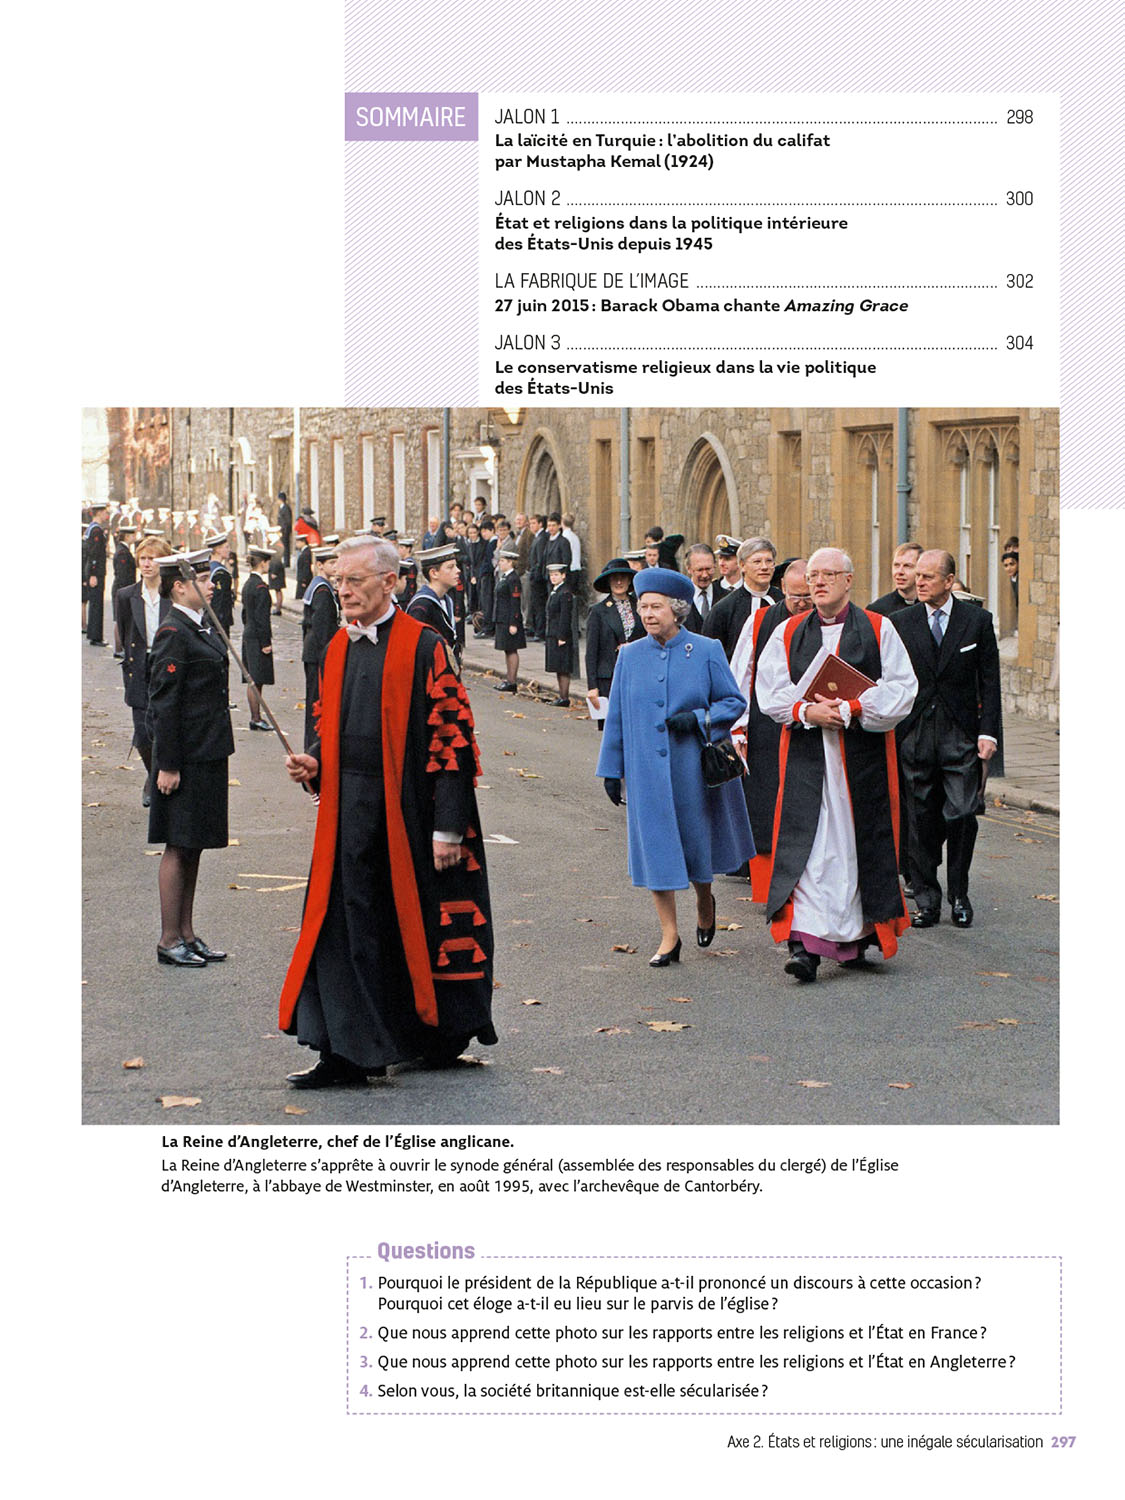 SOMMAIRE
JALON 1 ........ 298
La laïcité en Turquie : l’abolition du califat
par Mustapha Kemal (1924)
JALON 2 ........ 300
État et religions dans la politique intérieure
des États-Unis depuis 1945
LA FABRIQUE DE L’IMAGE ........ 302
27 juin 2015 : Barack Obama chante Amazing Grace
JALON 3 ........ 304
Le conservatisme religieux dans la vie politique
des États-Unis
La Reine d’Angleterre, chef de l’Église anglicane.
La Reine d’Angleterre s’apprête à ouvrir le synode général (assemblée des responsables du clergé) de l’Église
d’Angleterre, à l’abbaye de Westminster, en août 1995, avec l’archevêque de Cantorbéry.
Questions
1. Pourquoi le président de la République a-t-il prononcé un discours à cette occasion ?
Pourquoi cet éloge a-t-il eu lieu sur le parvis de l’église ?
2. Que nous apprend cette photo sur les rapports entre les religions et l’État en France ?
3. Que nous apprend cette photo sur les rapports entre les religions et l’État en Angleterre ?
4. Selon vous, la société britannique est-elle sécularisée ?
Axe 2. États et religions : une inégale sécularisation 297